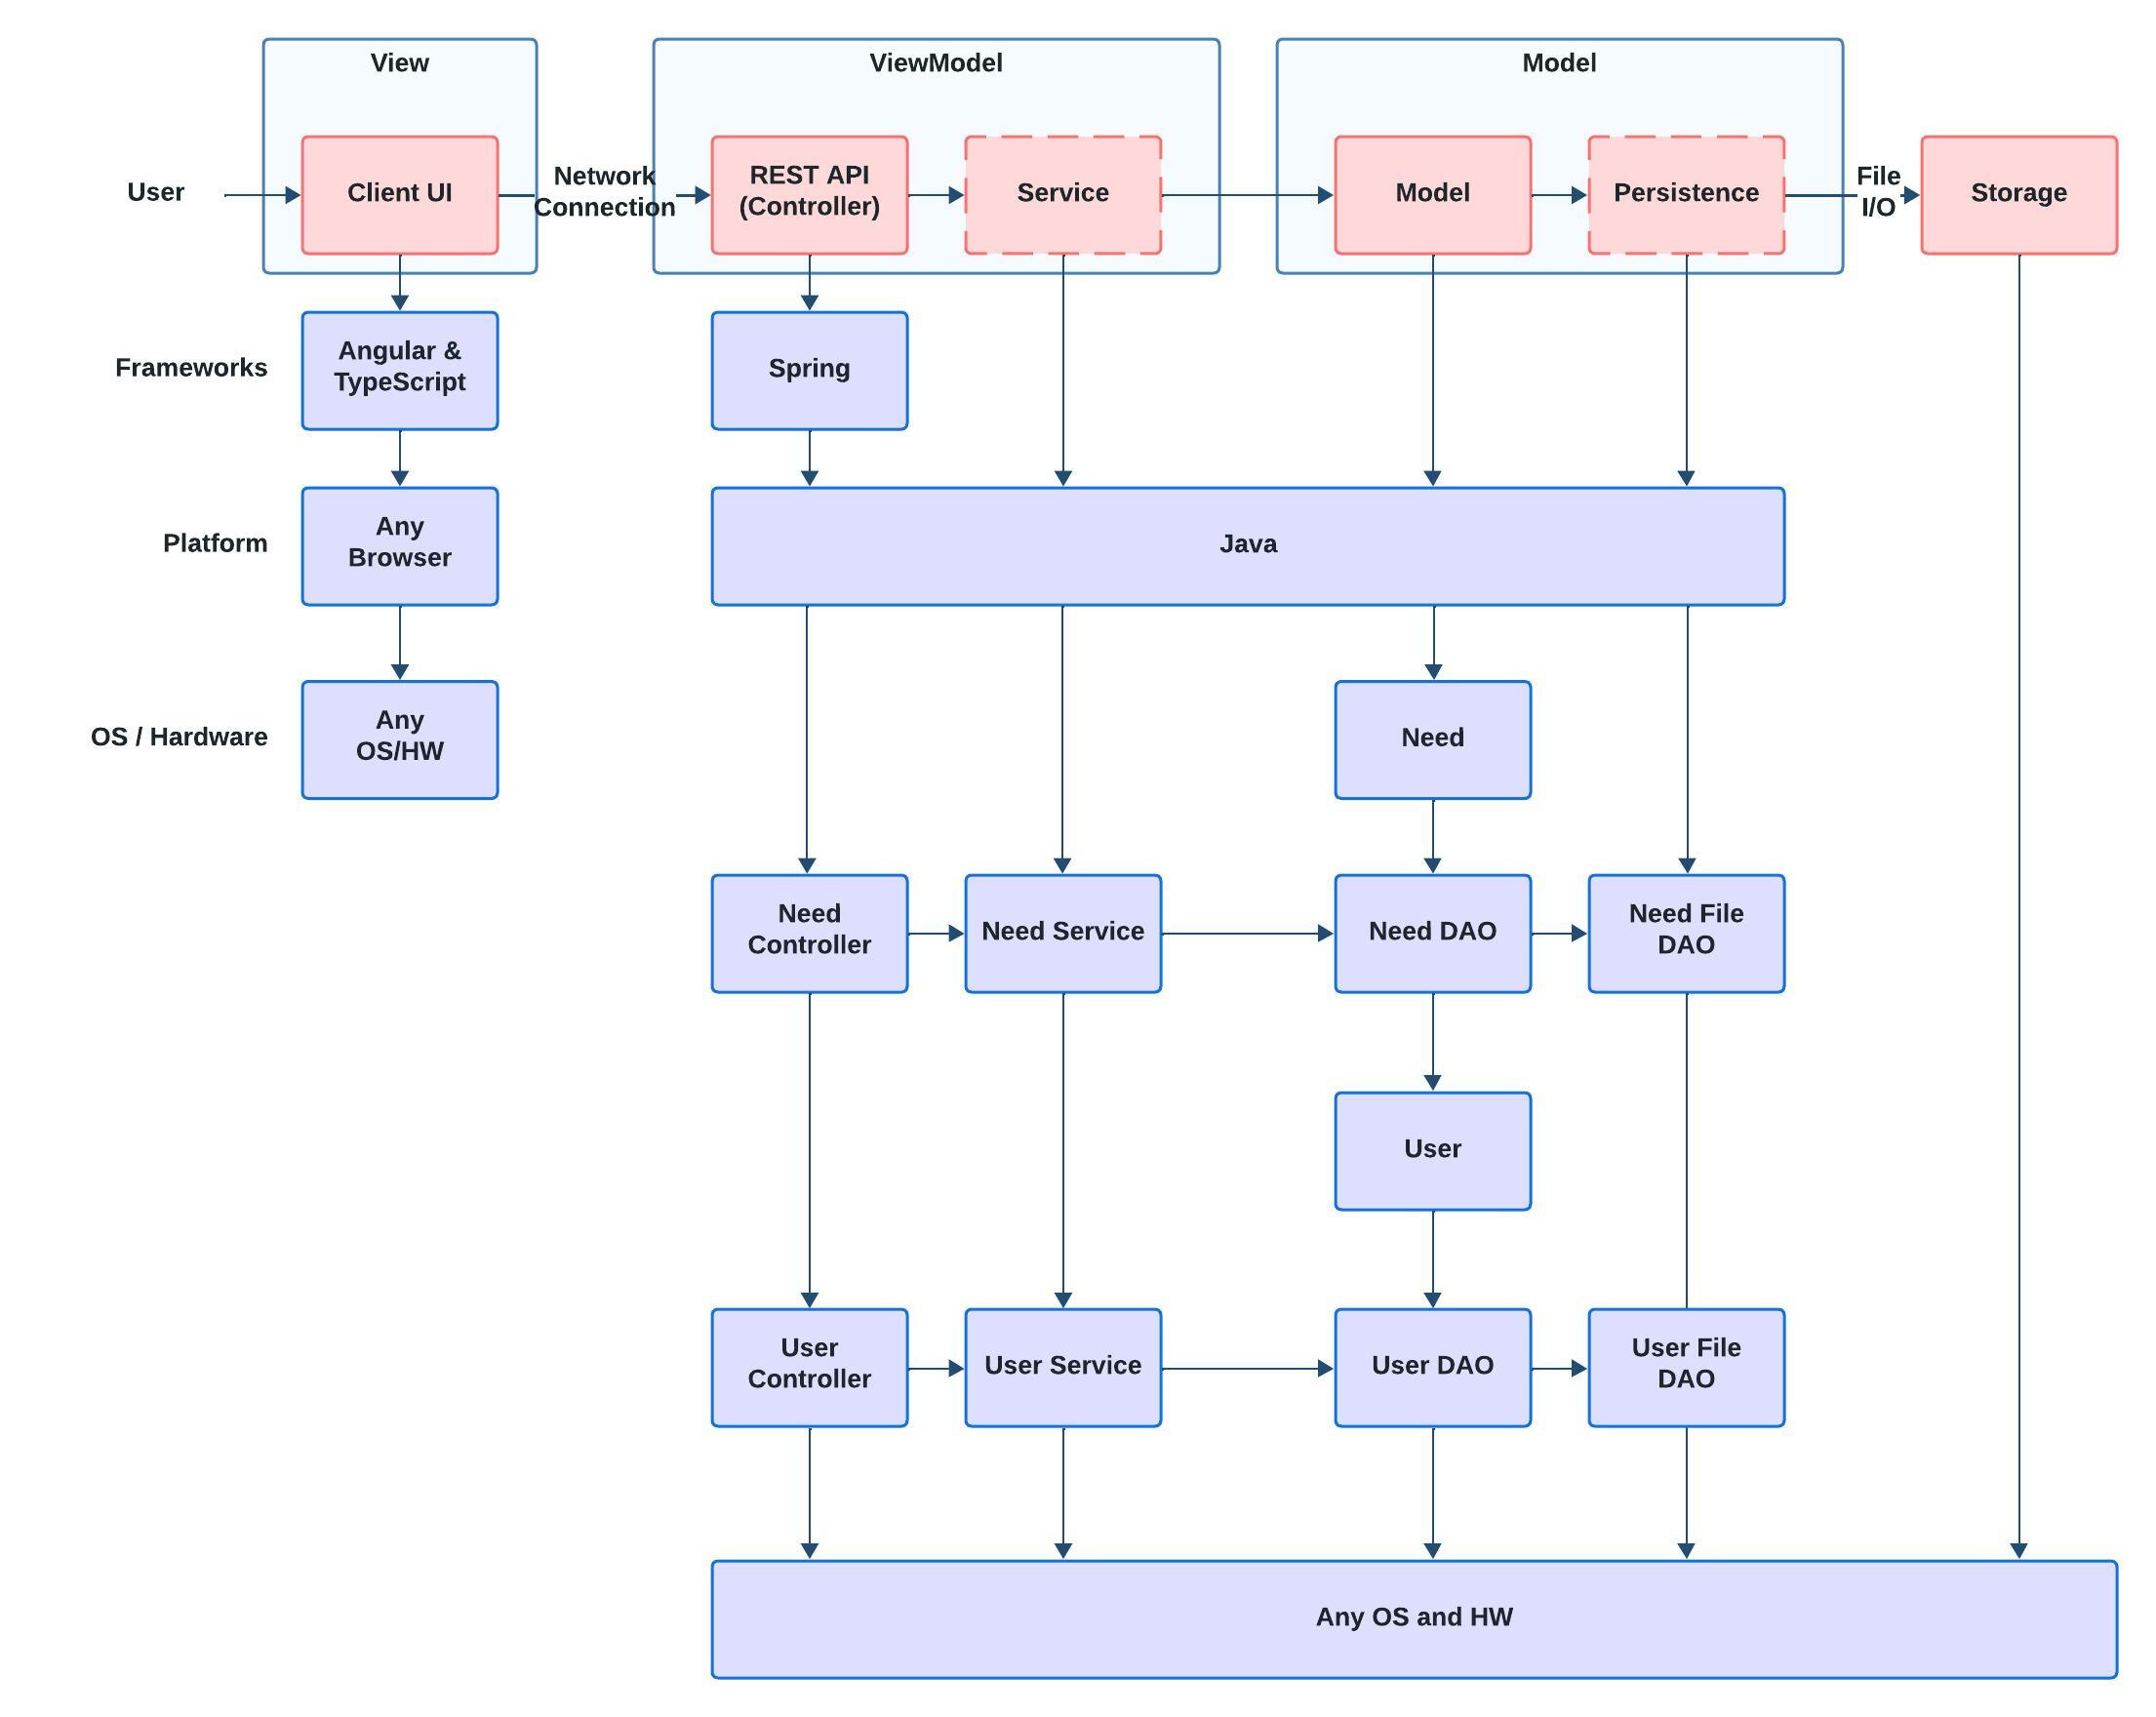 View
ViewModel
Model
User
Client UI
Network
Connection
REST API
(Controller)
Service
Model
Persistence
File
I/O
Storage
Frameworks
Angular &
TypeScript
Spring
Platform
Any
Browser
Java
OS / Hardware
Any
OS/HW
Need
Need
Controller
Need Service
Need DAO
Need File
DAO
User
User
Controller
User Service
User DAO
User File
DAO
Any OS and HW